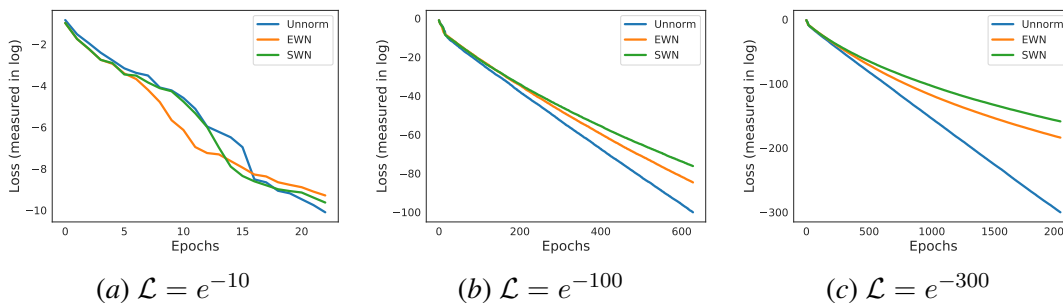 Loss (measured in log)
−2
−4
−6
−8
−10
0 5 10 15 20
Epochs
Unnorm
EWN
SWN
(a) ℒ = e⁻¹⁰
Loss (measured in log)
0
−20
−40
−60
−80
−100
0 200 400 600
Epochs
Unnorm
EWN
SWN
(b) ℒ = e⁻¹⁰⁰
Loss (measured in log)
0
−100
−200
−300
0 500 1000 1500 200
Epochs
Unnorm
EWN
SWN
(c) ℒ = e⁻³⁰⁰